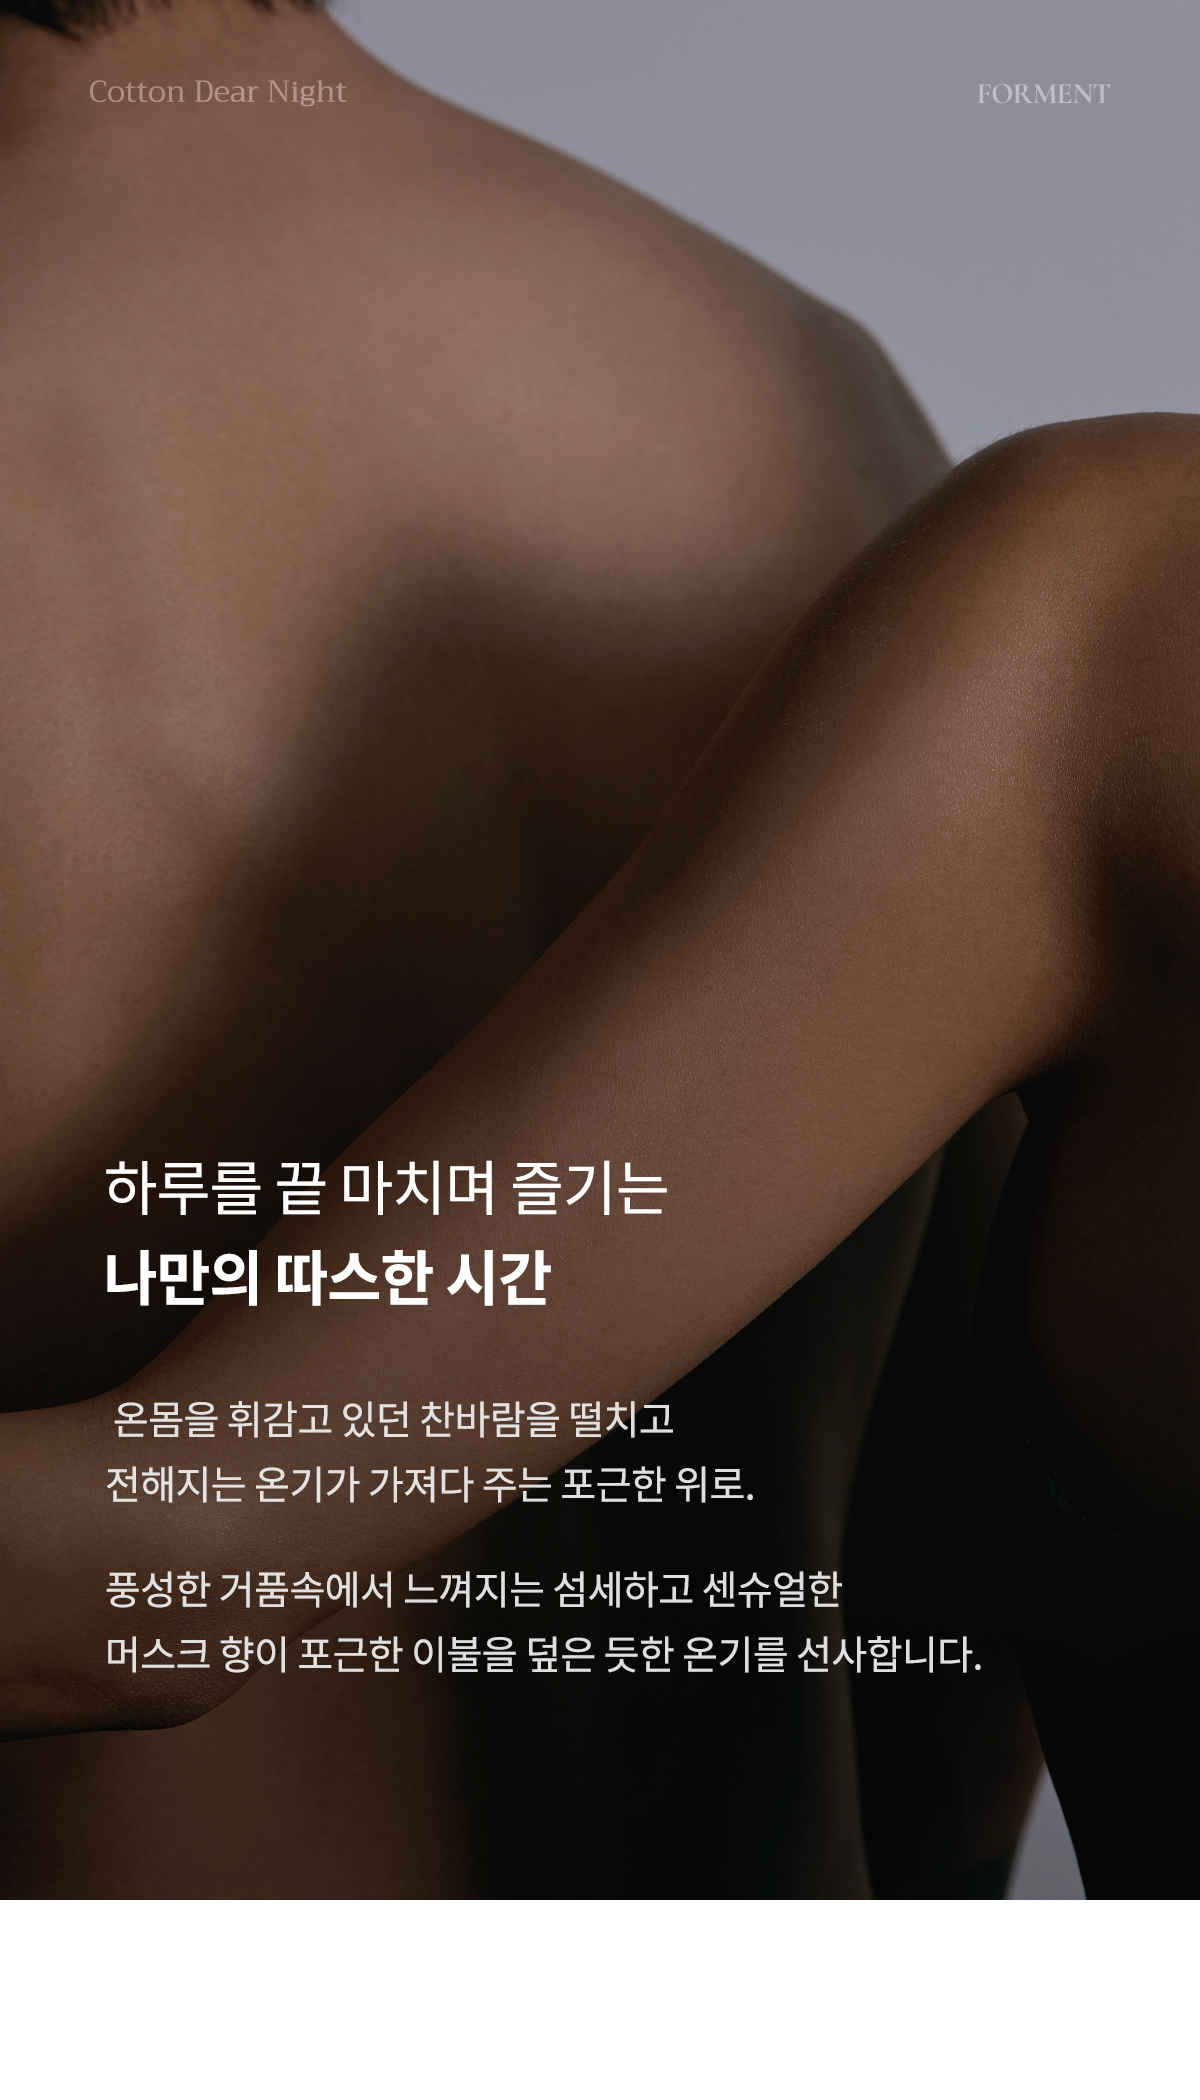 Cotton Dear Night
FORMENT
하루를 끝 마치며 즐기는
나만의 따스한 시간
온몸을 휘감고 있던 찬바람을 떨치고
전해지는 온기가 가져다 주는 포근한 위로.
풍성한 거품속에서 느껴지는 섬세하고 센슈얼한
머스크 향이 포근한 이불을 덮은 듯한 온기를 선사합니다.